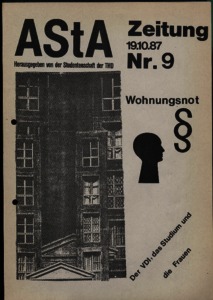 AStA
Zeitung
19.10.87
Nr. 9
Herausgegeben von der Studentenschaft der THD
Wohnungsnot
§
Der VDI, das Studium und
die Frauen